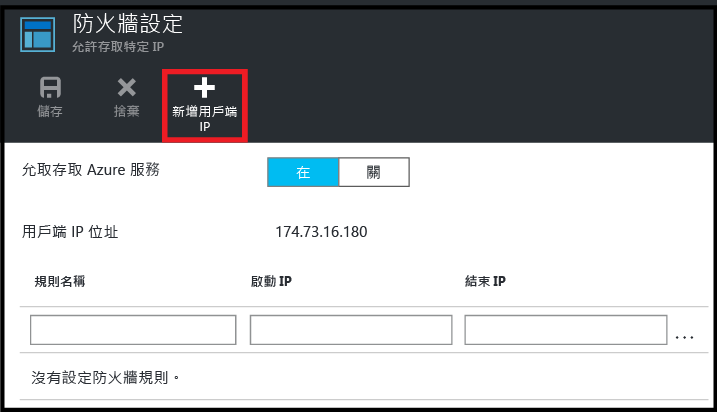 防火牆設定
允許存取特定 IP
儲存
捨棄
新增用戶端
IP
允取存取 Azure 服務
在
關
用戶端 IP 位址
174.73.16.180
規則名稱
啟動 IP
結束 IP
...
沒有設定防火牆規則。